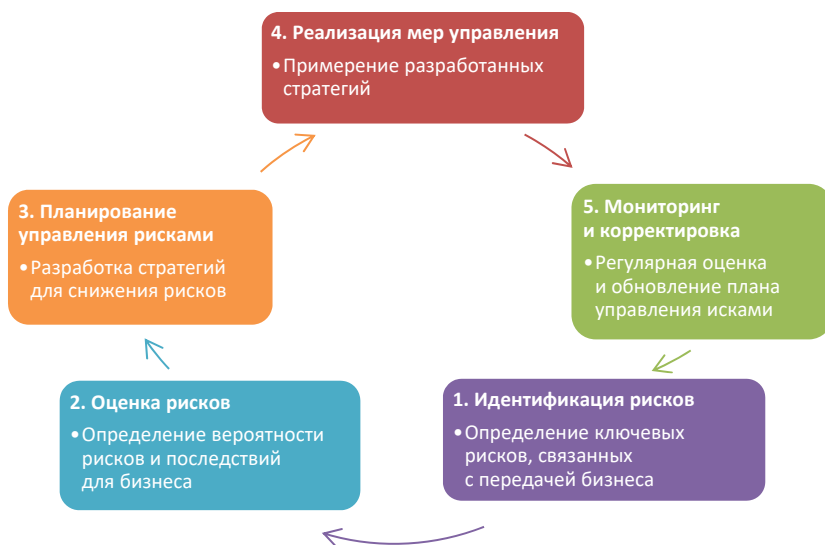 4. Реализация мер управления
•Примерение разработанных
стратегий
3. Планирование
управления рисками
•Разработка стратегий
для снижения рисков
5. Мониторинг
и корректировка
•Регулярная оценка
и обновление плана
управления исками
2. Оценка рисков
•Определение вероятности
рисков и последствий
для бизнеса
1. Идентификация рисков
•Определение ключевых
рисков, связанных
с передачей бизнеса